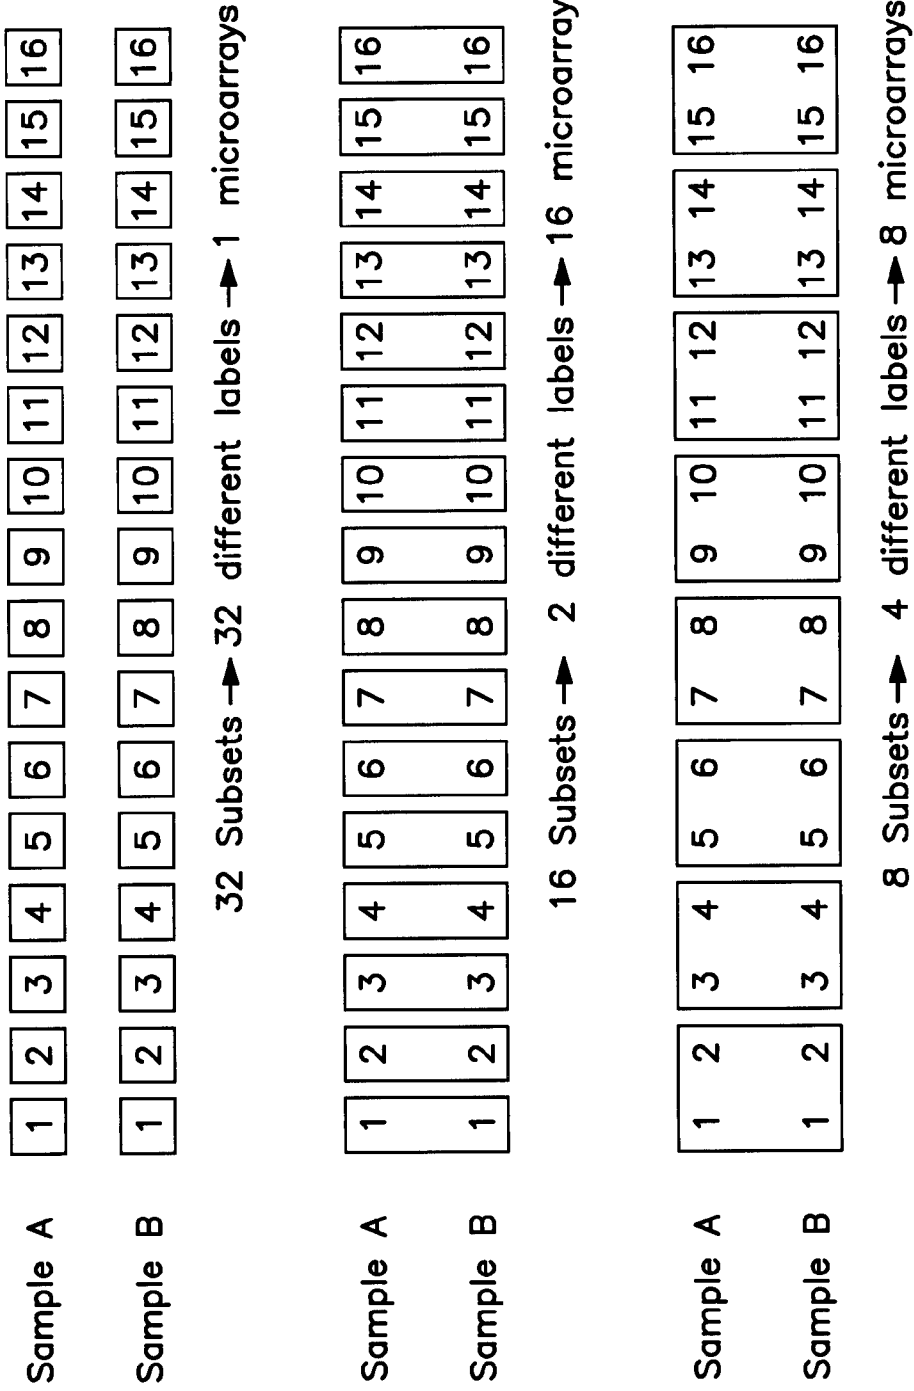 Sample A 1 2 3 4 5 6 7 8 9 10 11 12 13 14 15 16
Sample B 1 2 3 4 5 6 7 8 9 10 11 12 13 14 15 16
32 Subsets → 32 different labels → 1 microarrays
Sample A 1 2 3 4 5 6 7 8 9 10 11 12 13 14 15 16
Sample B 1 2 3 4 5 6 7 8 9 10 11 12 13 14 15 16
16 Subsets → 2 different labels → 16 microarray
Sample A 1 2 3 4 5 6 7 8 9 10 11 12 13 14 15 16
Sample B 1 2 3 4 5 6 7 8 9 10 11 12 13 14 15 16
8 Subsets → 4 different labels → 8 microarrays